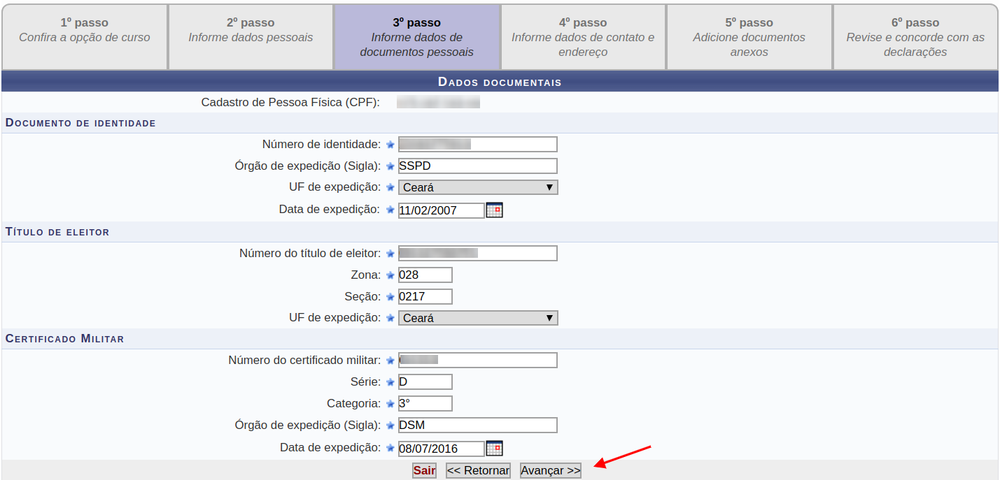 1º passo
Confira a opção de curso
2º passo
Informe dados pessoais
3º passo
Informe dados de
documentos pessoais
4º passo
Informe dados de contato e
endereço
5º passo
Adicione documentos
anexos
6º passo
Revise e concorde com as
declarações
Dados documentais
Cadastro de Pessoa Física (CPF):
Documento de identidade
Número de identidade:
Órgão de expedição (Sigla): SSPD
UF de expedição: Ceará
Data de expedição: 11/02/2007
Título de eleitor
Número do título de eleitor:
Zona: 028
Seção: 0217
UF de expedição: Ceará
Certificado Militar
Número do certificado militar:
Série: D
Categoria: 3°
Órgão de expedição (Sigla): DSM
Data de expedição: 08/07/2016
Sair << Retornar Avançar >>